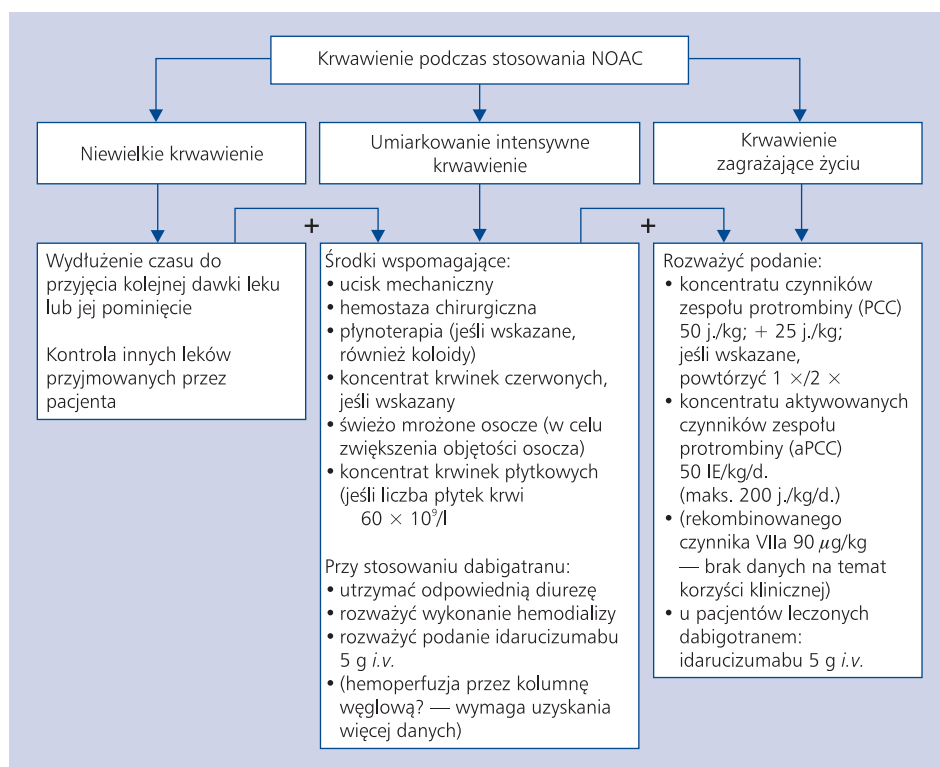 Krwawienie podczas stosowania NOAC
Niewielkie krwawienie
Umiarkowanie intensywne
krwawienie
Krwawienie
zagrażające życiu
+
+
Wydłużenie czasu do
przyjęcia kolejnej dawki leku
lub jej pominięcie
Kontrola innych leków
przyjmowanych przez
pacjenta
Środki wspomagające:
• ucisk mechaniczny
• hemostaza chirurgiczna
• płynoterapia (jeśli wskazane,
również koloidy)
• koncentrat krwinek czerwonych,
jeśli wskazany
• świeżo mrożone osocze (w celu
zwiększenia objętości osocza)
• koncentrat krwinek płytkowych
(jeśli liczba płytek krwi
60 × 10⁹/l
Przy stosowaniu dabigatranu:
• utrzymać odpowiednią diurezę
• rozważyć wykonanie hemodializy
• rozważyć podanie idarucizumabu
5 g i.v.
• (hemoperfuzja przez kolumnę
węglową? — wymaga uzyskania
więcej danych)
Rozważyć podanie:
• koncentratu czynników
zespołu protrombiny (PCC)
50 j./kg; + 25 j./kg;
jeśli wskazane,
powtórzyć 1 ×/2 ×
• koncentratu aktywowanych
czynników zespołu
protrombiny (aPCC)
50 IE/kg/d.
(maks. 200 j./kg/d.)
• (rekombinowanego
czynnika VIIa 90 μg/kg
— brak danych na temat
korzyści klinicznej)
• u pacjentów leczonych
dabigotranem:
idarucizumabu 5 g i.v.